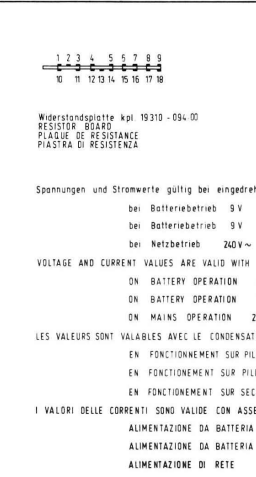 1 2 3 4 5 6 7 8 9
10 11 12 13 14 15 16 17 18
Widerstandsplatte kpl. 19310 - 094.00
RESISTOR BOARD
PLAQUE DE RESISTANCE
PIASTRA DI RESISTENZA
Spannungen und Stromwerte gültig bei eingedreh
bei Batteriebetrieb 9 V
bei Batteriebetrieb 9 V
bei Netzbetrieb 240 V ~
VOLTAGE AND CURRENT VALUES ARE VALID WITH
ON BATTERY OPERATION
ON BATTERY OPERATION
ON MAINS OPERATION 2
LES VALEURS SONT VALABLES AVEC LE CONDENSAT
EN FONCTIONNEMENT SUR PIL
EN FONCTIONEMENT SUR PILE
EN FONCTIONEMENT SUR SEC
I VALORI DELLE CORRENTI SONO VALIDE CON ASSE
ALIMENTAZIONE DA BATTERIA
ALIMENTAZIONE DA BATTERIA
ALIMENTAZIONE DI RETE